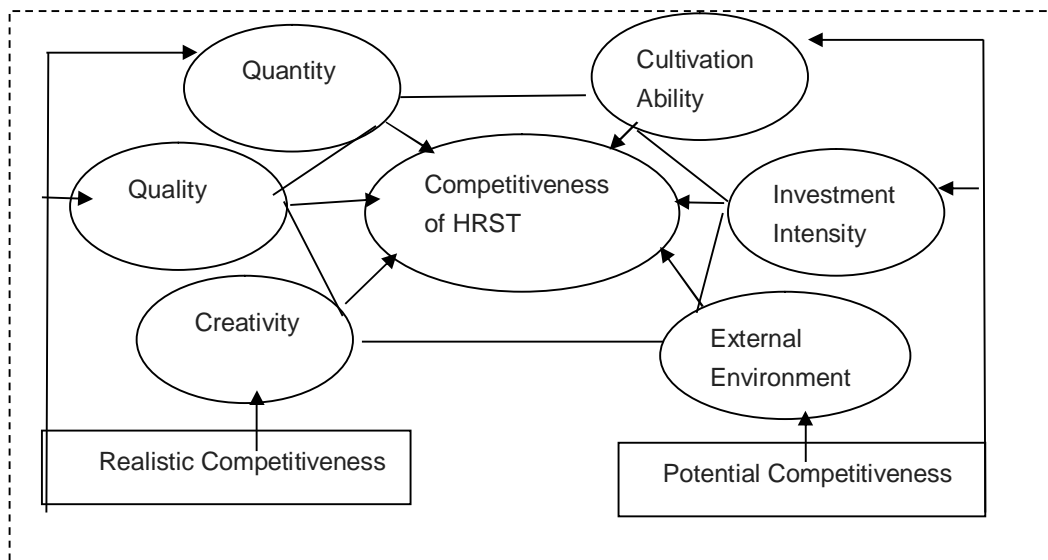 Quantity
Cultivation
Ability
Quality
Competitiveness
of HRST
Investment
Intensity
Creativity
External
Environment
Realistic Competitiveness
Potential Competitiveness